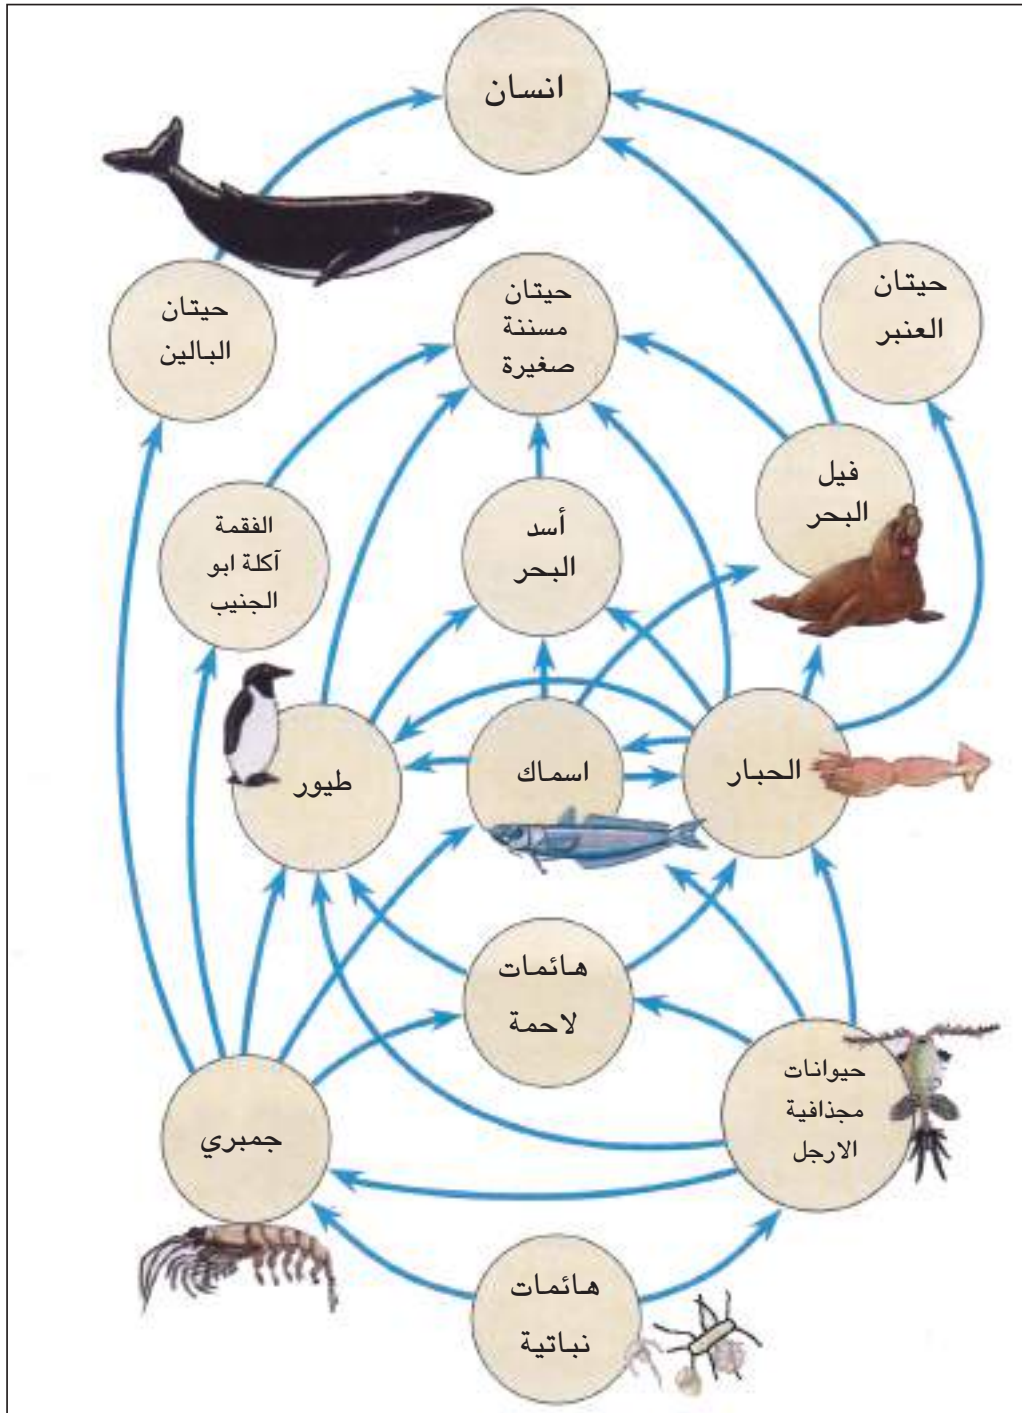 انسان
حيتان
البالين
حيتان
مسننة
صغيرة
حيتان
العنبر
الفقمة
آكلة ابو
الجنيب
أسد
البحر
فيل
البحر
طيور
اسماك
الحبار
هائمات
لاحمة
جمبري
حيوانات
مجذافية
الارجل
هائمات
نباتية